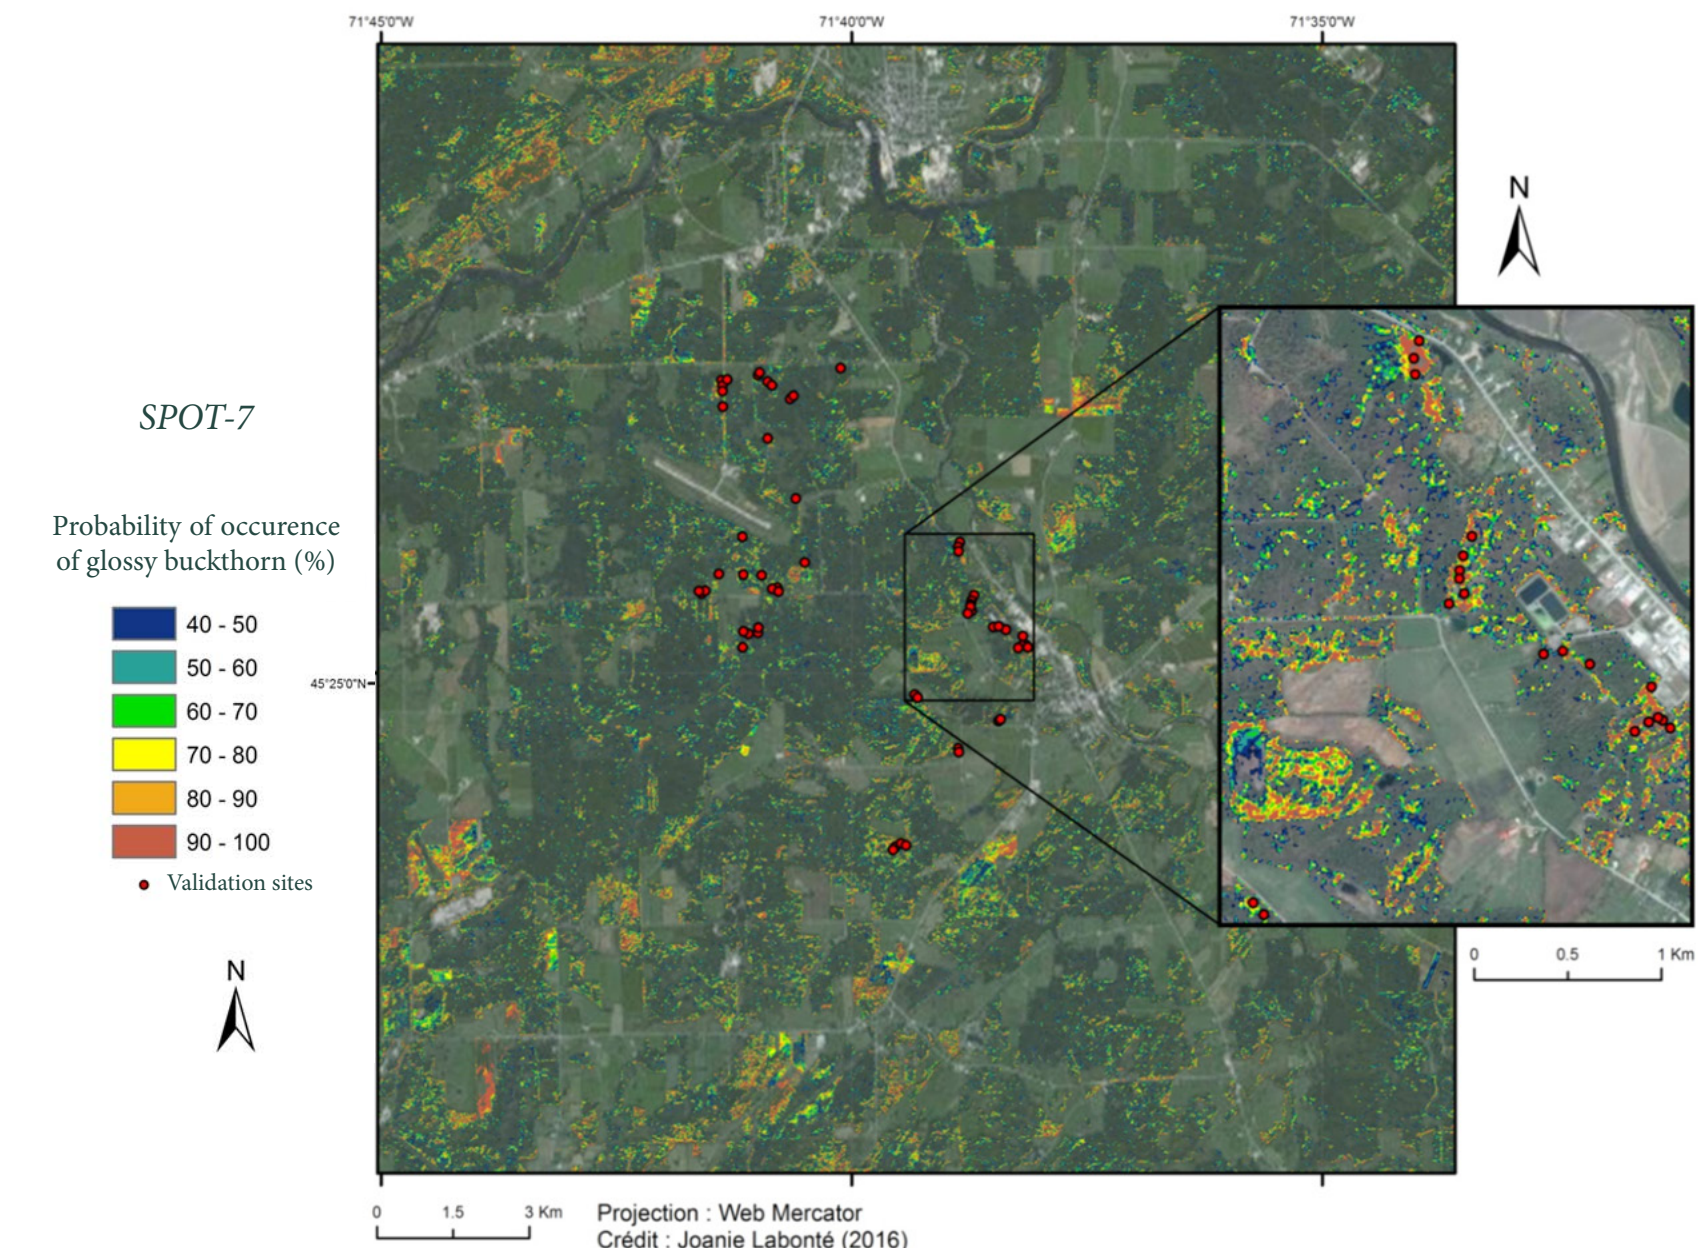 71°45'0"W
71°40'0"W
71°35'0"W
N
SPOT-7
Probability of occurence
of glossy buckthorn (%)
40 - 50
50 - 60
60 - 70
70 - 80
80 - 90
90 - 100
Validation sites
45°25'0"N
N
0 0.5 1 Km
0 1.5 3 Km
Projection : Web Mercator
Crédit : Joanie Labonté (2016)